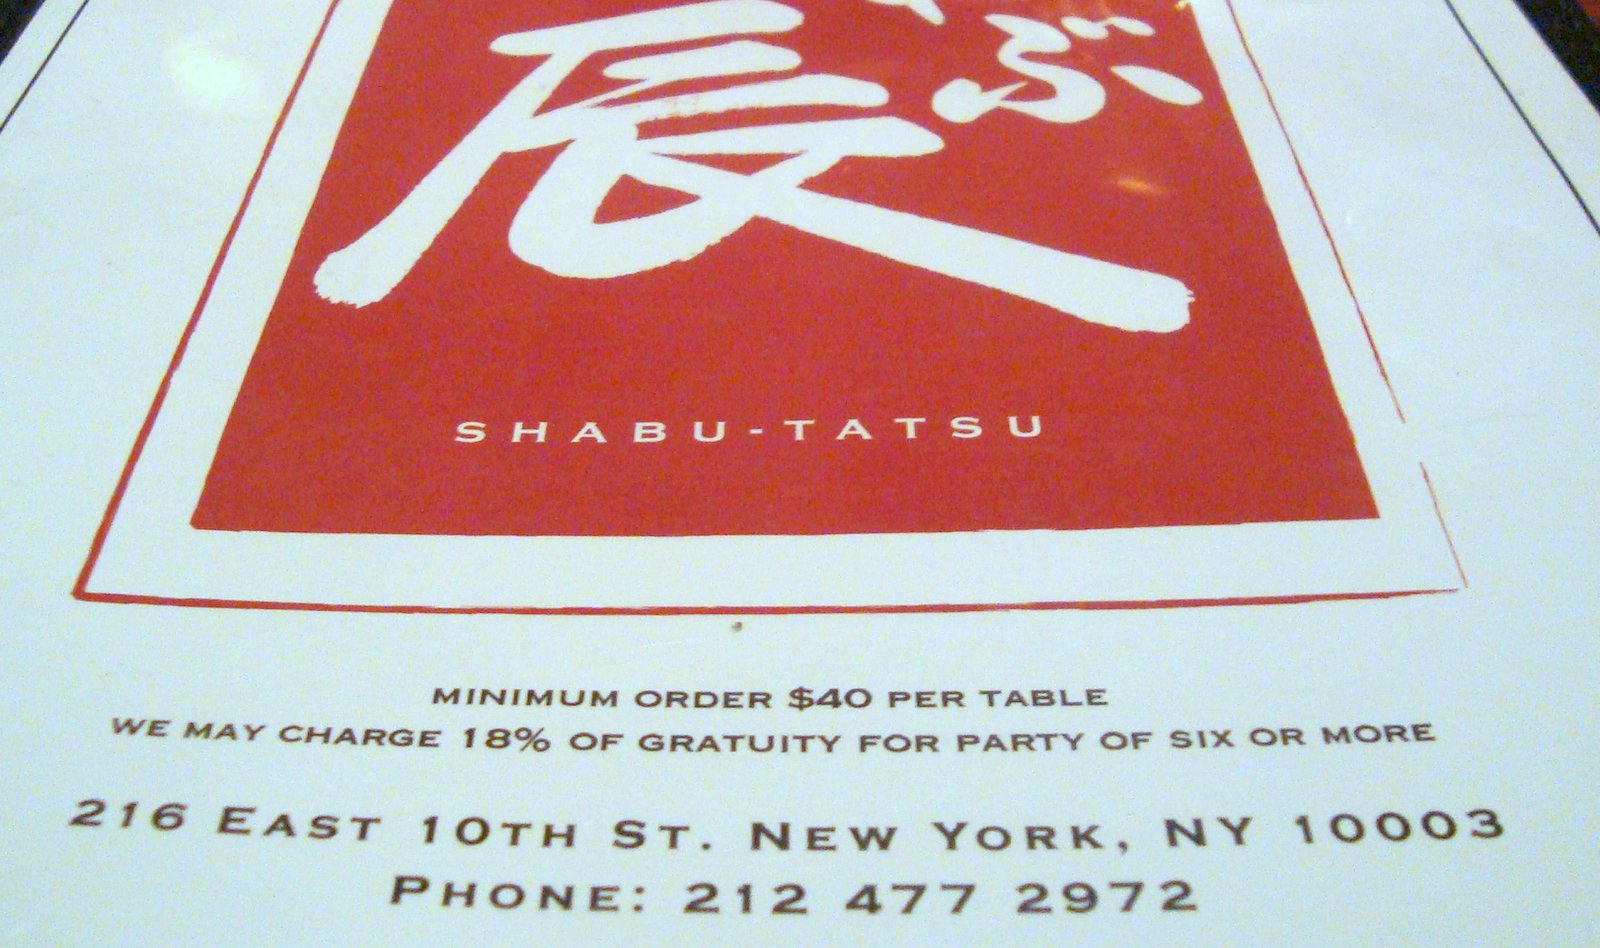 ぶ
辰
SHABU-TATSU
MINIMUM ORDER $40 PER TABLE
WE MAY CHARGE 18% OF GRATUITY FOR PARTY OF SIX OR MORE
216 EAST 10TH ST. NEW YORK, NY 10003
PHONE: 212 477 2972